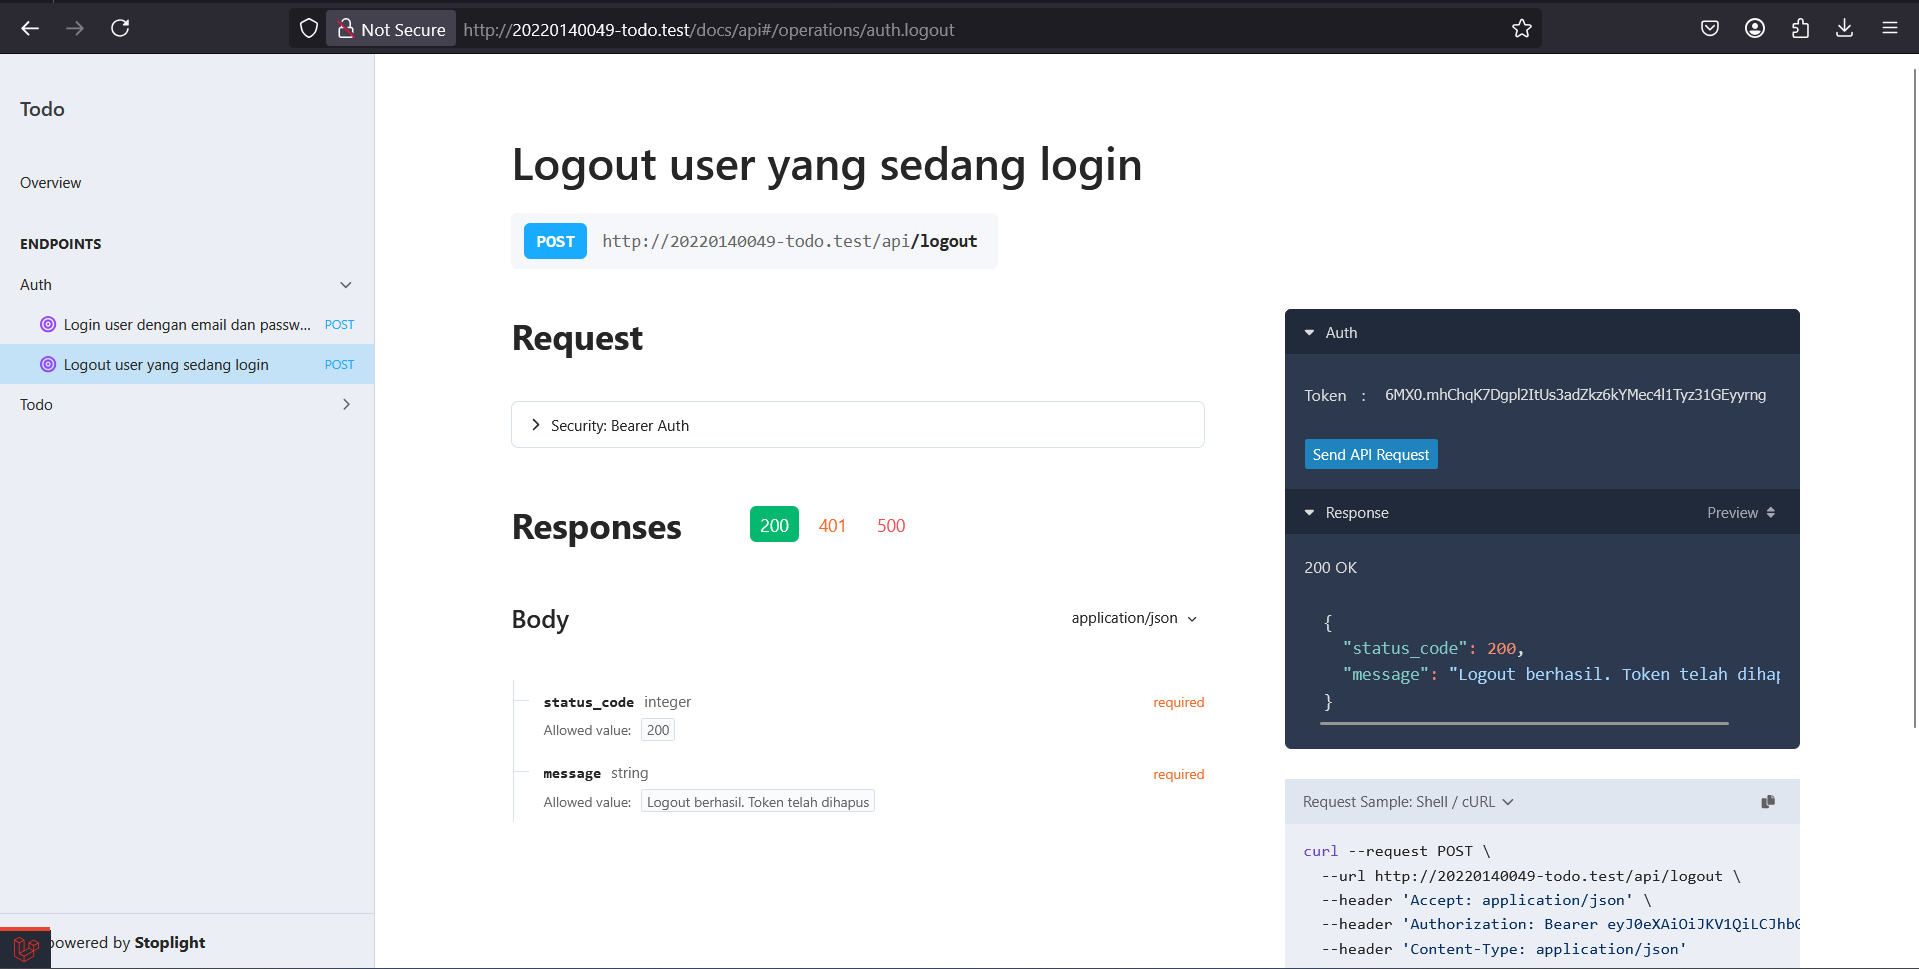 Not Secure http://20220140049-todo.test/docs/api#/operations/auth.logout
Todo
Overview
ENDPOINTS
Auth
Login user dengan email dan passw... POST
Logout user yang sedang login POST
Todo
powered by Stoplight
Logout user yang sedang login
POST http://20220140049-todo.test/api/logout
Request
Security: Bearer Auth
Responses 200 401 500
Body application/json
status_code integer required
Allowed value: 200
message string required
Allowed value: Logout berhasil. Token telah dihapus
Auth
Token : 6MX0.mhChqK7Dgpl2ItUs3adZkz6kYMec4l1Tyz31GEyyrng
Send API Request
Response Preview
200 OK
{
"status_code": 200,
"message": "Logout berhasil. Token telah dihap
}
Request Sample: Shell / cURL
curl --request POST \
--url http://20220140049-todo.test/api/logout \
--header 'Accept: application/json' \
--header 'Authorization: Bearer eyJ0eXAiOiJKV1QiLCJhbG
--header 'Content-Type: application/json'